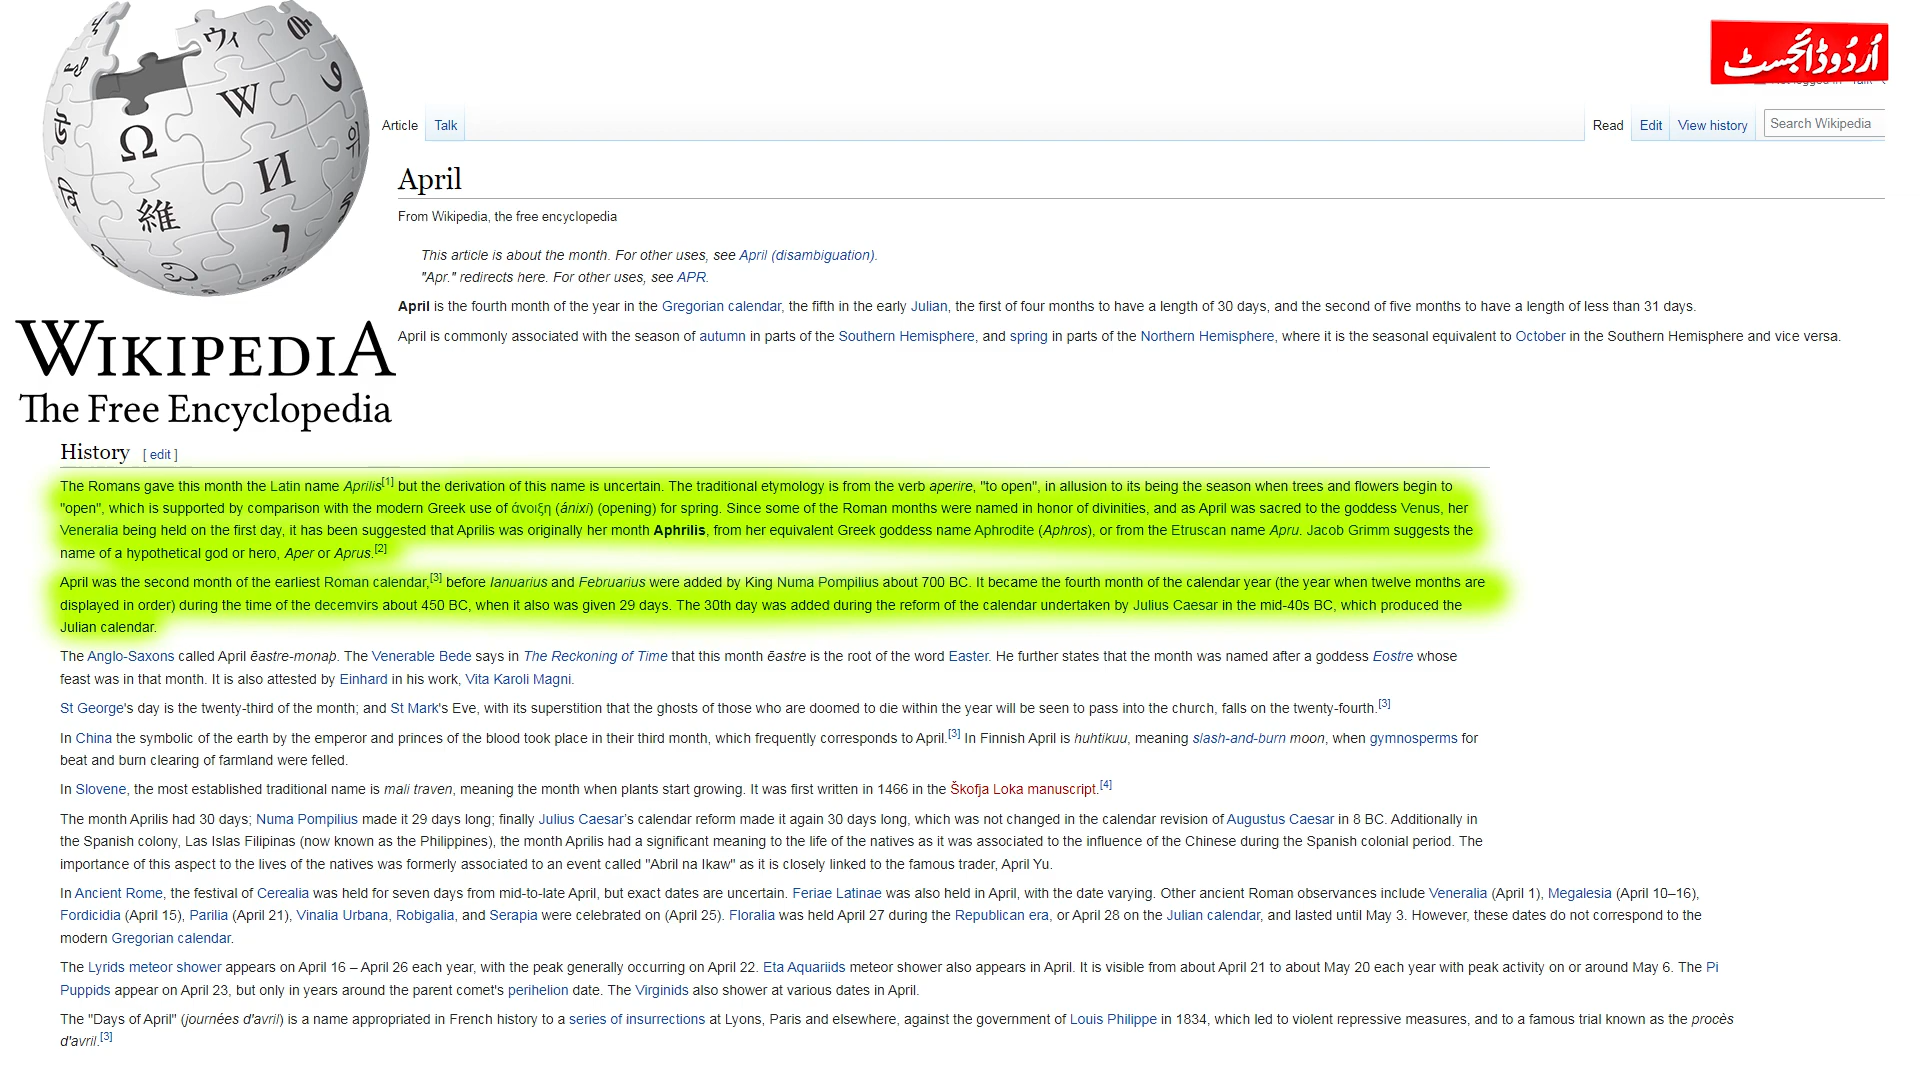 اُردُو ڈائجسٹ
Article Talk Read Edit View history Search Wikipedia
April
From Wikipedia, the free encyclopedia
This article is about the month. For other uses, see April (disambiguation).
"Apr." redirects here. For other uses, see APR.
April is the fourth month of the year in the Gregorian calendar, the fifth in the early Julian, the first of four months to have a length of 30 days, and the second of five months to have a length of less than 31 days.
April is commonly associated with the season of autumn in parts of the Southern Hemisphere, and spring in parts of the Northern Hemisphere, where it is the seasonal equivalent to October in the Southern Hemisphere and vice versa.
WIKIPEDIA
The Free Encyclopedia
History [ edit ]
The Romans gave this month the Latin name Aprilis[1] but the derivation of this name is uncertain. The traditional etymology is from the verb aperire, "to open", in allusion to its being the season when trees and flowers begin to
"open", which is supported by comparison with the modern Greek use of άνοιξη (ánixi) (opening) for spring. Since some of the Roman months were named in honor of divinities, and as April was sacred to the goddess Venus, her
Veneralia being held on the first day, it has been suggested that Aprilis was originally her month Aphrilis, from her equivalent Greek goddess name Aphrodite (Aphros), or from the Etruscan name Apru. Jacob Grimm suggests the
name of a hypothetical god or hero, Aper or Aprus.[2]
April was the second month of the earliest Roman calendar,[3] before Ianuarius and Februarius were added by King Numa Pompilius about 700 BC. It became the fourth month of the calendar year (the year when twelve months are
displayed in order) during the time of the decemvirs about 450 BC, when it also was given 29 days. The 30th day was added during the reform of the calendar undertaken by Julius Caesar in the mid-40s BC, which produced the
Julian calendar.
The Anglo-Saxons called April ēastre-monaþ. The Venerable Bede says in The Reckoning of Time that this month ēastre is the root of the word Easter. He further states that the month was named after a goddess Eostre whose
feast was in that month. It is also attested by Einhard in his work, Vita Karoli Magni.
St George's day is the twenty-third of the month; and St Mark's Eve, with its superstition that the ghosts of those who are doomed to die within the year will be seen to pass into the church, falls on the twenty-fourth.[3]
In China the symbolic of the earth by the emperor and princes of the blood took place in their third month, which frequently corresponds to April.[3] In Finnish April is huhtikuu, meaning slash-and-burn moon, when gymnosperms for
beat and burn clearing of farmland were felled.
In Slovene, the most established traditional name is mali traven, meaning the month when plants start growing. It was first written in 1466 in the Škofja Loka manuscript.[4]
The month Aprilis had 30 days; Numa Pompilius made it 29 days long; finally Julius Caesar's calendar reform made it again 30 days long, which was not changed in the calendar revision of Augustus Caesar in 8 BC. Additionally in
the Spanish colony, Las Islas Filipinas (now known as the Philippines), the month Aprilis had a significant meaning to the life of the natives as it was associated to the influence of the Chinese during the Spanish colonial period. The
importance of this aspect to the lives of the natives was formerly associated to an event called "Abril na Ikaw" as it is closely linked to the famous trader, April Yu.
In Ancient Rome, the festival of Cerealia was held for seven days from mid-to-late April, but exact dates are uncertain. Feriae Latinae was also held in April, with the date varying. Other ancient Roman observances include Veneralia (April 1), Megalesia (April 10–16),
Fordicidia (April 15), Parilia (April 21), Vinalia Urbana, Robigalia, and Serapia were celebrated on (April 25). Floralia was held April 27 during the Republican era, or April 28 on the Julian calendar, and lasted until May 3. However, these dates do not correspond to the
modern Gregorian calendar.
The Lyrids meteor shower appears on April 16 – April 26 each year, with the peak generally occurring on April 22. Eta Aquariids meteor shower also appears in April. It is visible from about April 21 to about May 20 each year with peak activity on or around May 6. The Pi
Puppids appear on April 23, but only in years around the parent comet's perihelion date. The Virginids also shower at various dates in April.
The "Days of April" (journées d'avril) is a name appropriated in French history to a series of insurrections at Lyons, Paris and elsewhere, against the government of Louis Philippe in 1834, which led to violent repressive measures, and to a famous trial known as the procès
d'avril.[3]